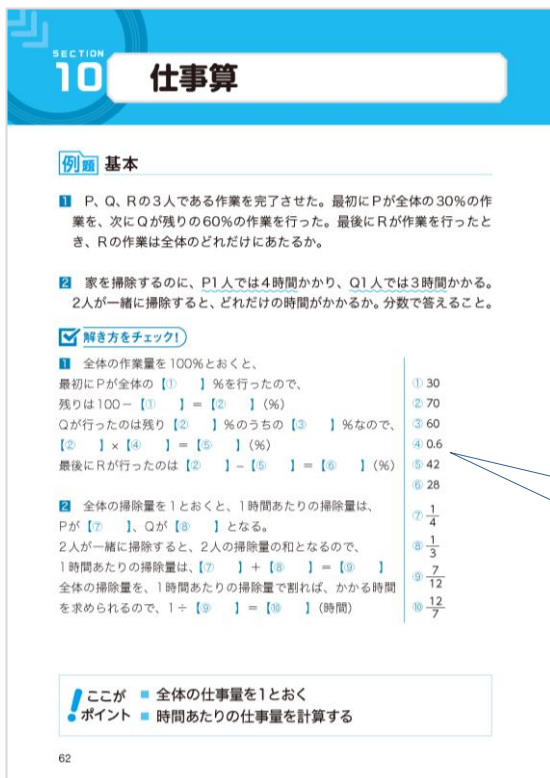 SECTION
10 仕事算
例題 基本
1 P、Q、Rの3人である作業を完了させた。最初にPが全体の30%の作
業を、次にQが残りの60%の作業を行った。最後にRが作業を行ったと
き、Rの作業は全体のどれだけにあたるか。
2 家を掃除するのに、P1人では4時間かかり、Q1人では3時間かかる。
2人が一緒に掃除すると、どれだけの時間がかかるか。分数で答えること。
解き方をチェック!
1 全体の作業量を100%とおくと、
最初にPが全体の【① 】%を行ったので、
残りは100-【① 】=【② 】(%)
Qが行ったのは残り【② 】%のうちの【③ 】%なので、
【② 】×【④ 】=【⑤ 】(%)
最後にRが行ったのは【② 】-【⑤ 】=【⑥ 】(%)
2 全体の掃除量を1とおくと、1時間あたりの掃除量は、
Pが【⑦ 】、Qが【⑧ 】となる。
2人が一緒に掃除すると、2人の掃除量の和となるので、
1時間あたりの掃除量は、【⑦ 】+【⑧ 】=【⑨ 】
全体の掃除量を、1時間あたりの掃除量で割れば、かかる時間
を求められるので、1÷【⑨ 】=【⑩ 】(時間)
① 30
② 70
③ 60
④ 0.6
⑤ 42
⑥ 28
⑦ 1/4
⑧ 1/3
⑨ 7/12
⑩ 12/7
ここが ■ 全体の仕事量を1とおく
ポイント ■ 時間あたりの仕事量を計算する
62